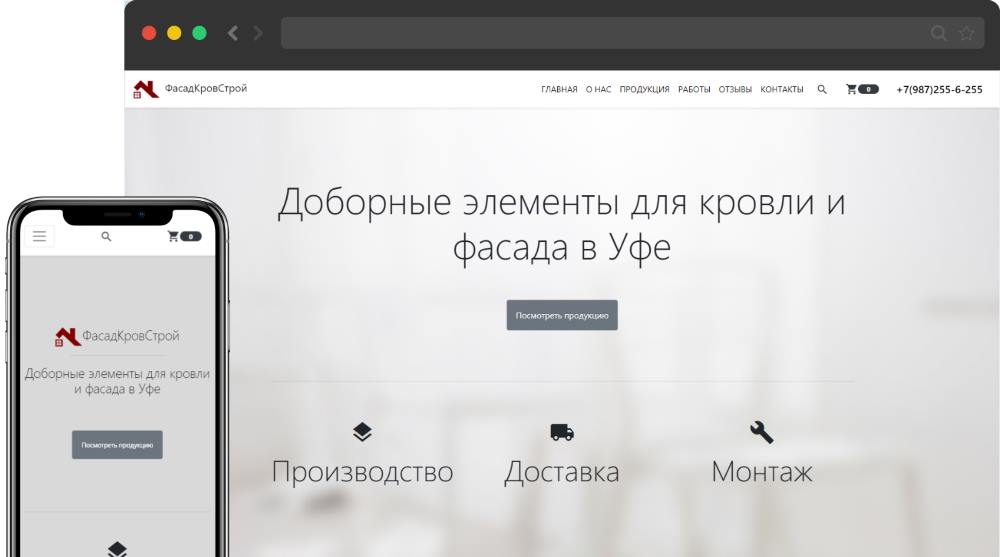 ФасадКровСтрой
ГЛАВНАЯ О НАС ПРОДУКЦИЯ РАБОТЫ ОТЗЫВЫ КОНТАКТЫ 0 +7(987)255-6-255
Доборные элементы для кровли и
фасада в Уфе
Посмотреть продукцию
Производство Доставка Монтаж
0
ФасадКровСтрой
Доборные элементы для кровли
и фасада в Уфе
Посмотреть продукцию